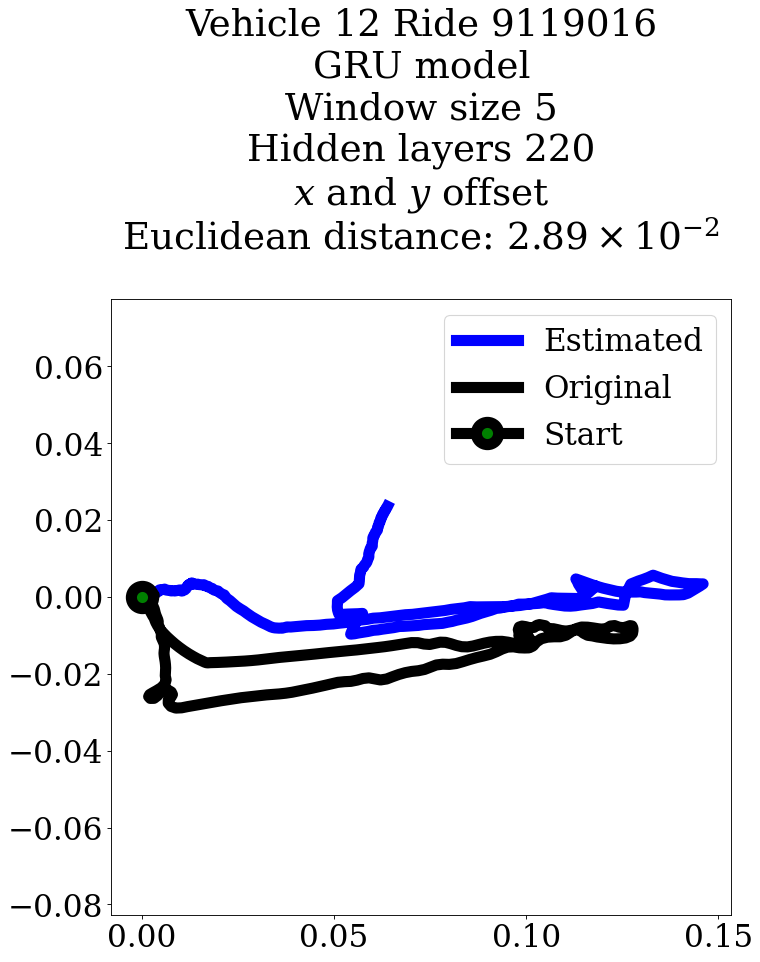 Vehicle 12 Ride 9119016
GRU model
Window size 5
Hidden layers 220
x and y offset
Euclidean distance: 2.89 × 10⁻²
Estimated
Original
Start
0.06
0.04
0.02
0.00
−0.02
−0.04
−0.06
−0.08
0.00 0.05 0.10 0.15